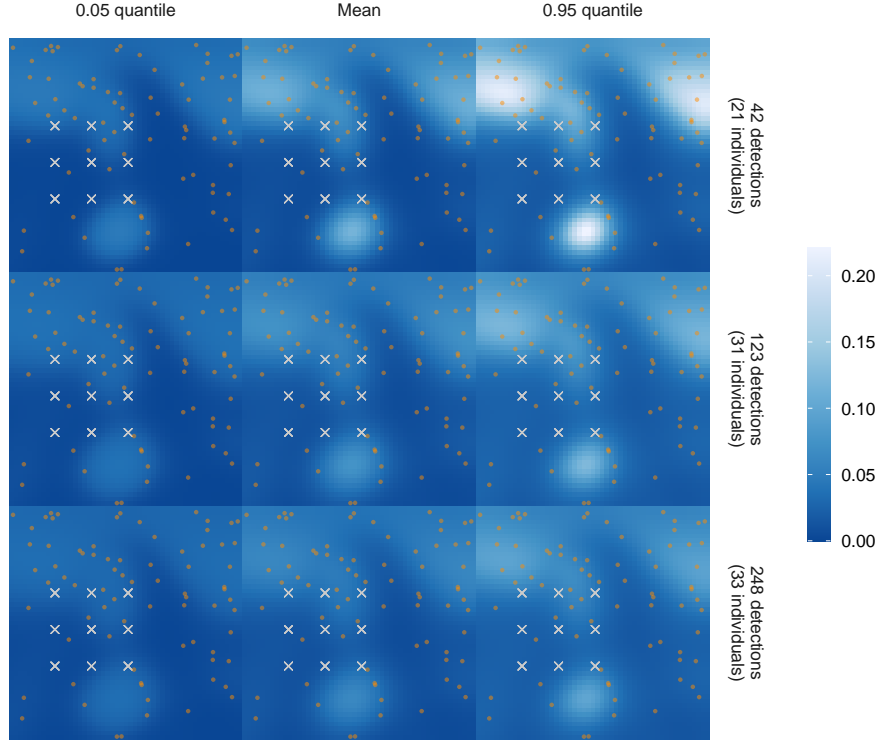 0.05 quantile
Mean
0.95 quantile
42 detections
(21 individuals)
123 detections
(31 individuals)
248 detections
(33 individuals)
0.20
0.15
0.10
0.05
0.00